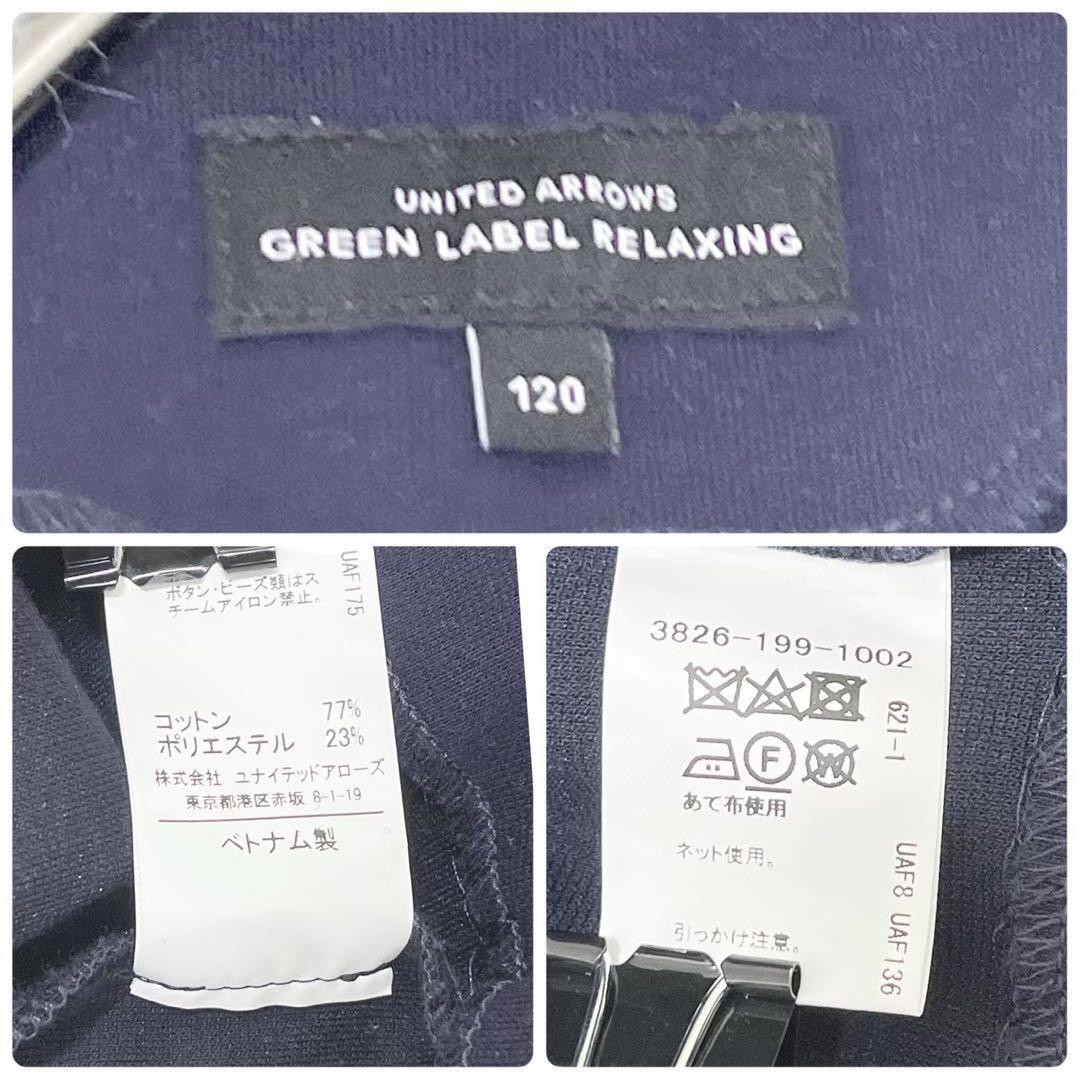 UNITED ARROWS
GREEN LABEL RELAXING
120
ボタン・ビーズ類はス
チームアイロン禁止。
UAF175
コットン 77%
ポリエステル 23%
株式会社 ユナイテッドアローズ
東京都港区赤坂 8-1-19
ベトナム製
3826-199-1002
621-1
F
W
あて布使用
ネット使用。
引っかけ注意。
UAF8 UAF136